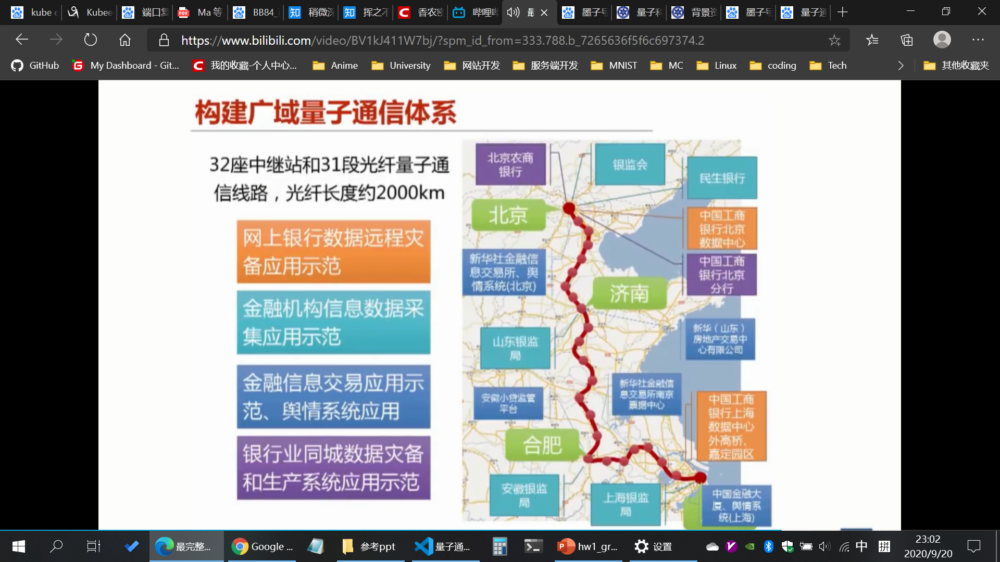 kube e
Kubee
端口复
Ma 等
BB84_
稍微深
挥之不
香农密
哔哩哔
最
墨子号
量子科
背景资
墨子号
量子通
https://www.bilibili.com/video/BV1kJ411W7bj/?spm_id_from=333.788.b_7265636f5f6c697374.2
GitHub
My Dashboard - Git...
我的收藏-个人中心...
Anime
University
网站开发
服务端开发
MNIST
MC
Linux
coding
Tech
其他收藏夹
构建广域量子通信体系
32座中继站和31段光纤量子通
信线路，光纤长度约2000km
网上银行数据远程灾
备应用示范
金融机构信息数据采
集应用示范
金融信息交易应用示
范、舆情系统应用
银行业同城数据灾备
和生产系统应用示范
北京农商
银行
银监会
民生银行
北京
中国工商
银行北京
数据中心
新华社金融信
息交易所、舆
情系统(北京)
中国工商
银行北京
分行
济南
山东银监
局
新华（山东）
房地产交易中
心有限公司
安徽小贷监管
平台
新华社金融信
息交易所南京
票据中心
中国工商
银行上海
数据中心
外高桥、
嘉定园区
合肥
安徽银监
局
上海银监
局
中国金融大
厦、舆情系
统(上海)
最完整...
Google ...
参考ppt
量子通...
hw1_gr...
设置
中
拼
23:02
2020/9/20